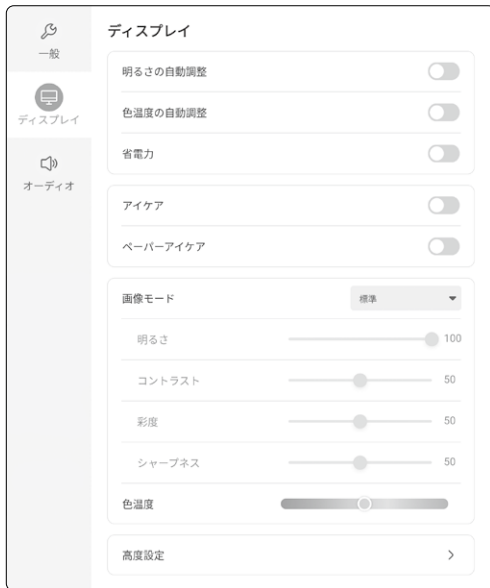 一般
ディスプレイ
オーディオ
ディスプレイ
明るさの自動調整
色温度の自動調整
省電力
アイケア
ペーパーアイケア
画像モード 標準
明るさ 100
コントラスト 50
彩度 50
シャープネス 50
色温度
高度設定